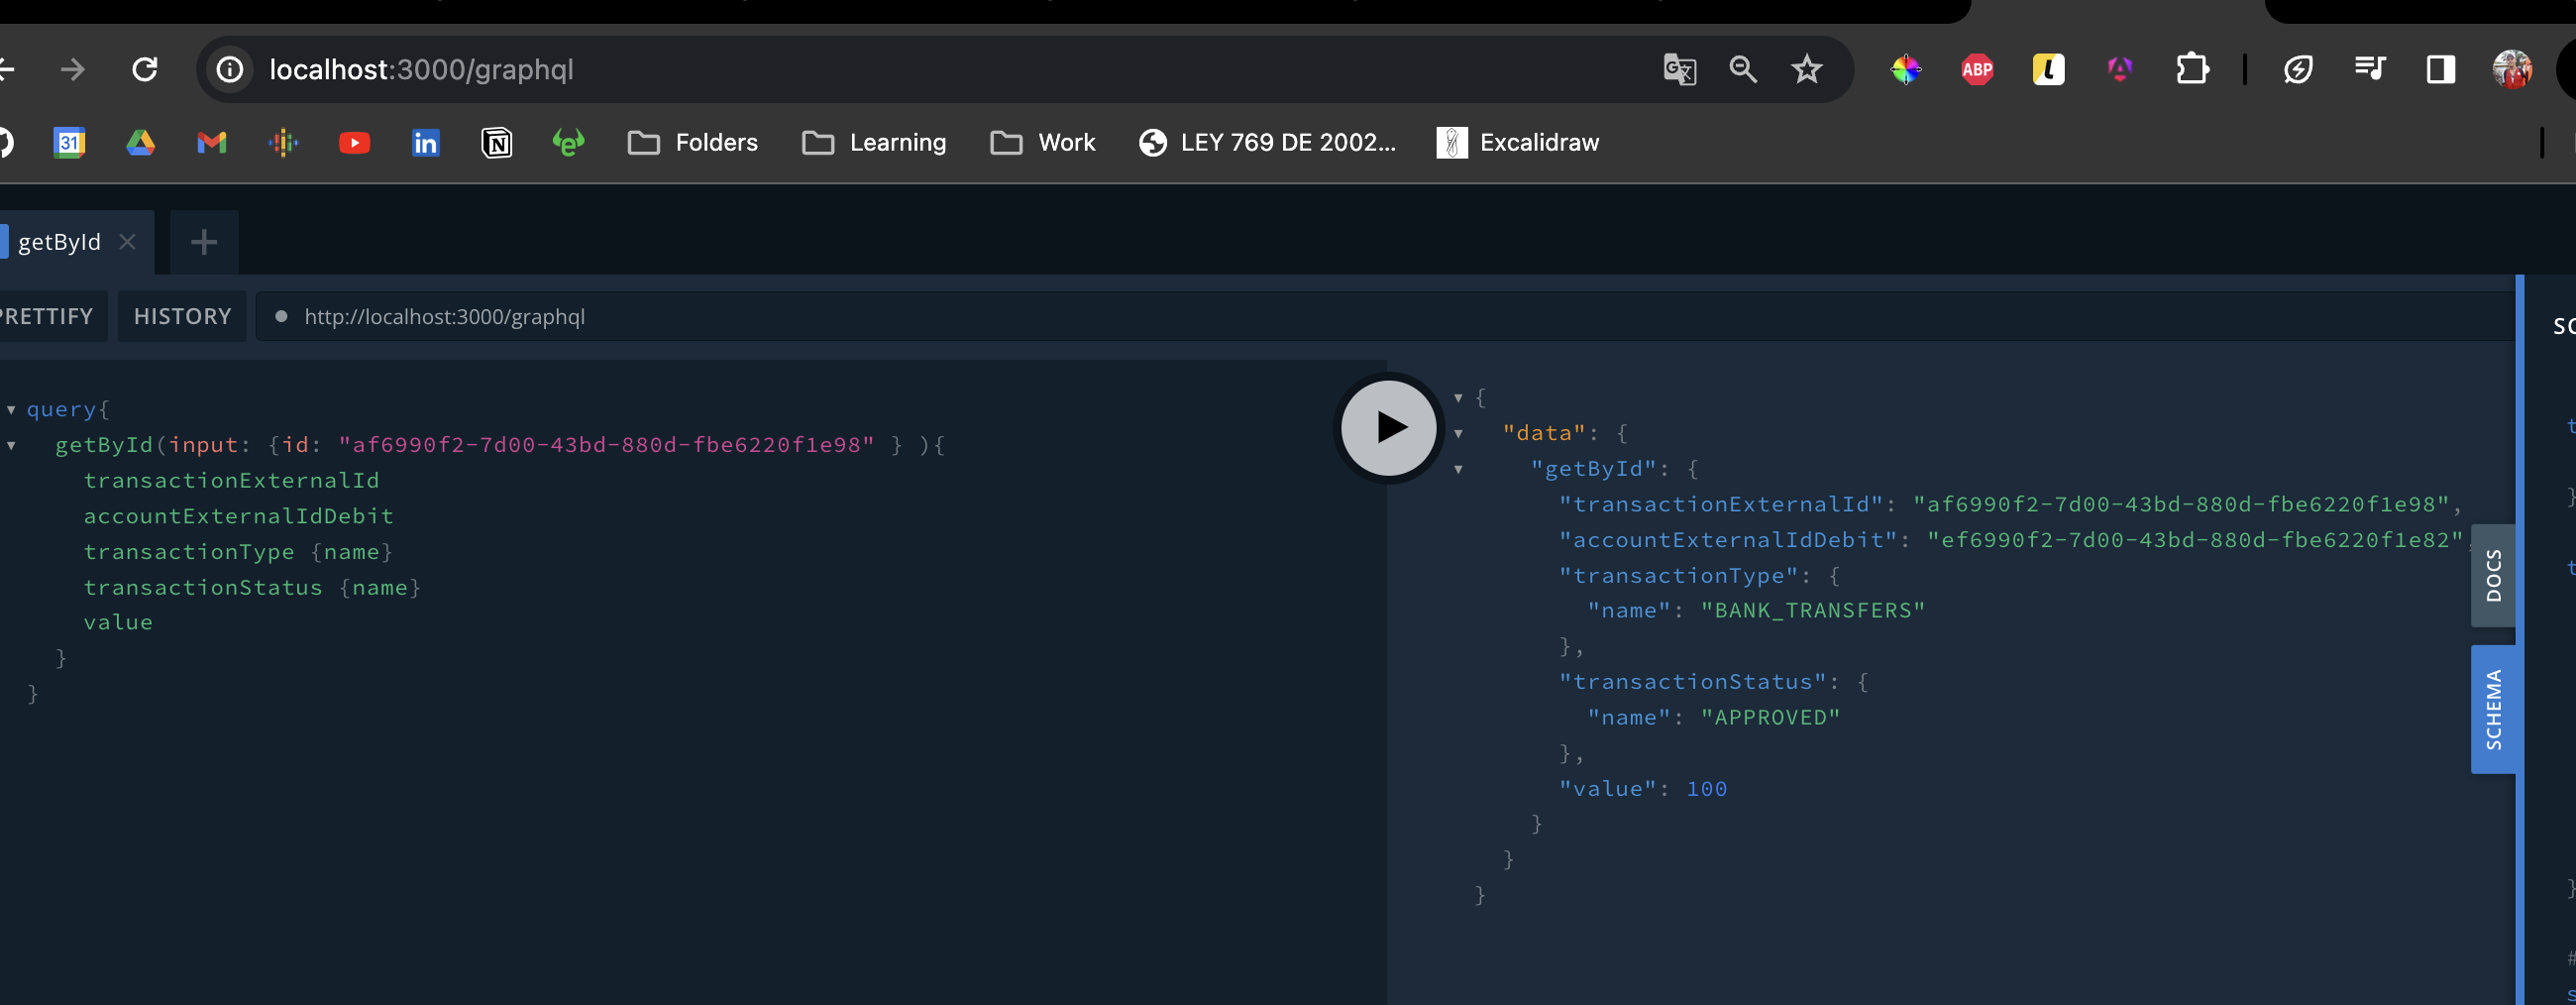 localhost:3000/graphql
ABP
31
Folders
Learning
Work
LEY 769 DE 2002...
Excalidraw
getById
PRETTIFY
HISTORY
http://localhost:3000/graphql
query{
getById(input: {id: "af6990f2-7d00-43bd-880d-fbe6220f1e98" } ){
transactionExternalId
accountExternalIdDebit
transactionType {name}
transactionStatus {name}
value
}
}
{
"data": {
"getById": {
"transactionExternalId": "af6990f2-7d00-43bd-880d-fbe6220f1e98",
"accountExternalIdDebit": "ef6990f2-7d00-43bd-880d-fbe6220f1e82",
"transactionType": {
"name": "BANK_TRANSFERS"
},
"transactionStatus": {
"name": "APPROVED"
},
"value": 100
}
}
}
DOCS
SCHEMA